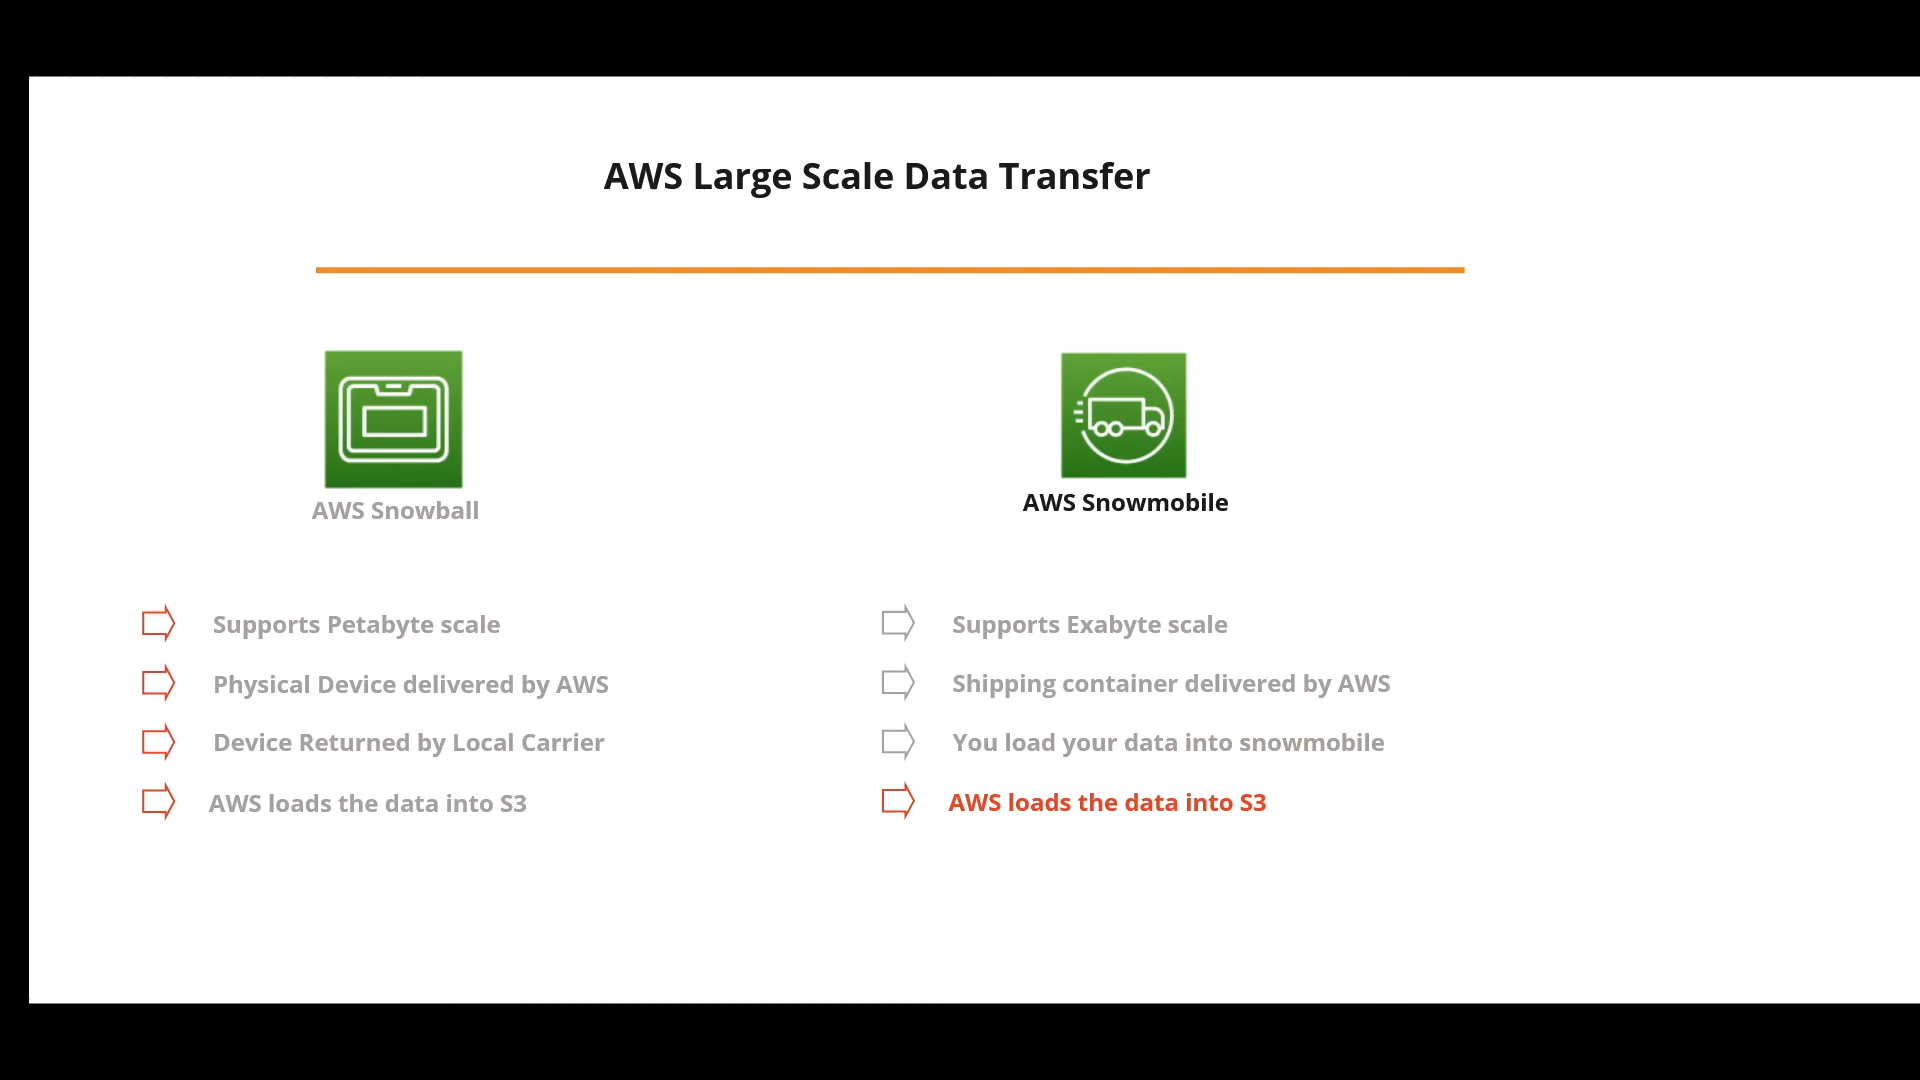 AWS Large Scale Data Transfer
AWS Snowball
Supports Petabyte scale
Physical Device delivered by AWS
Device Returned by Local Carrier
AWS loads the data into S3
AWS Snowmobile
Supports Exabyte scale
Shipping container delivered by AWS
You load your data into snowmobile
AWS loads the data into S3